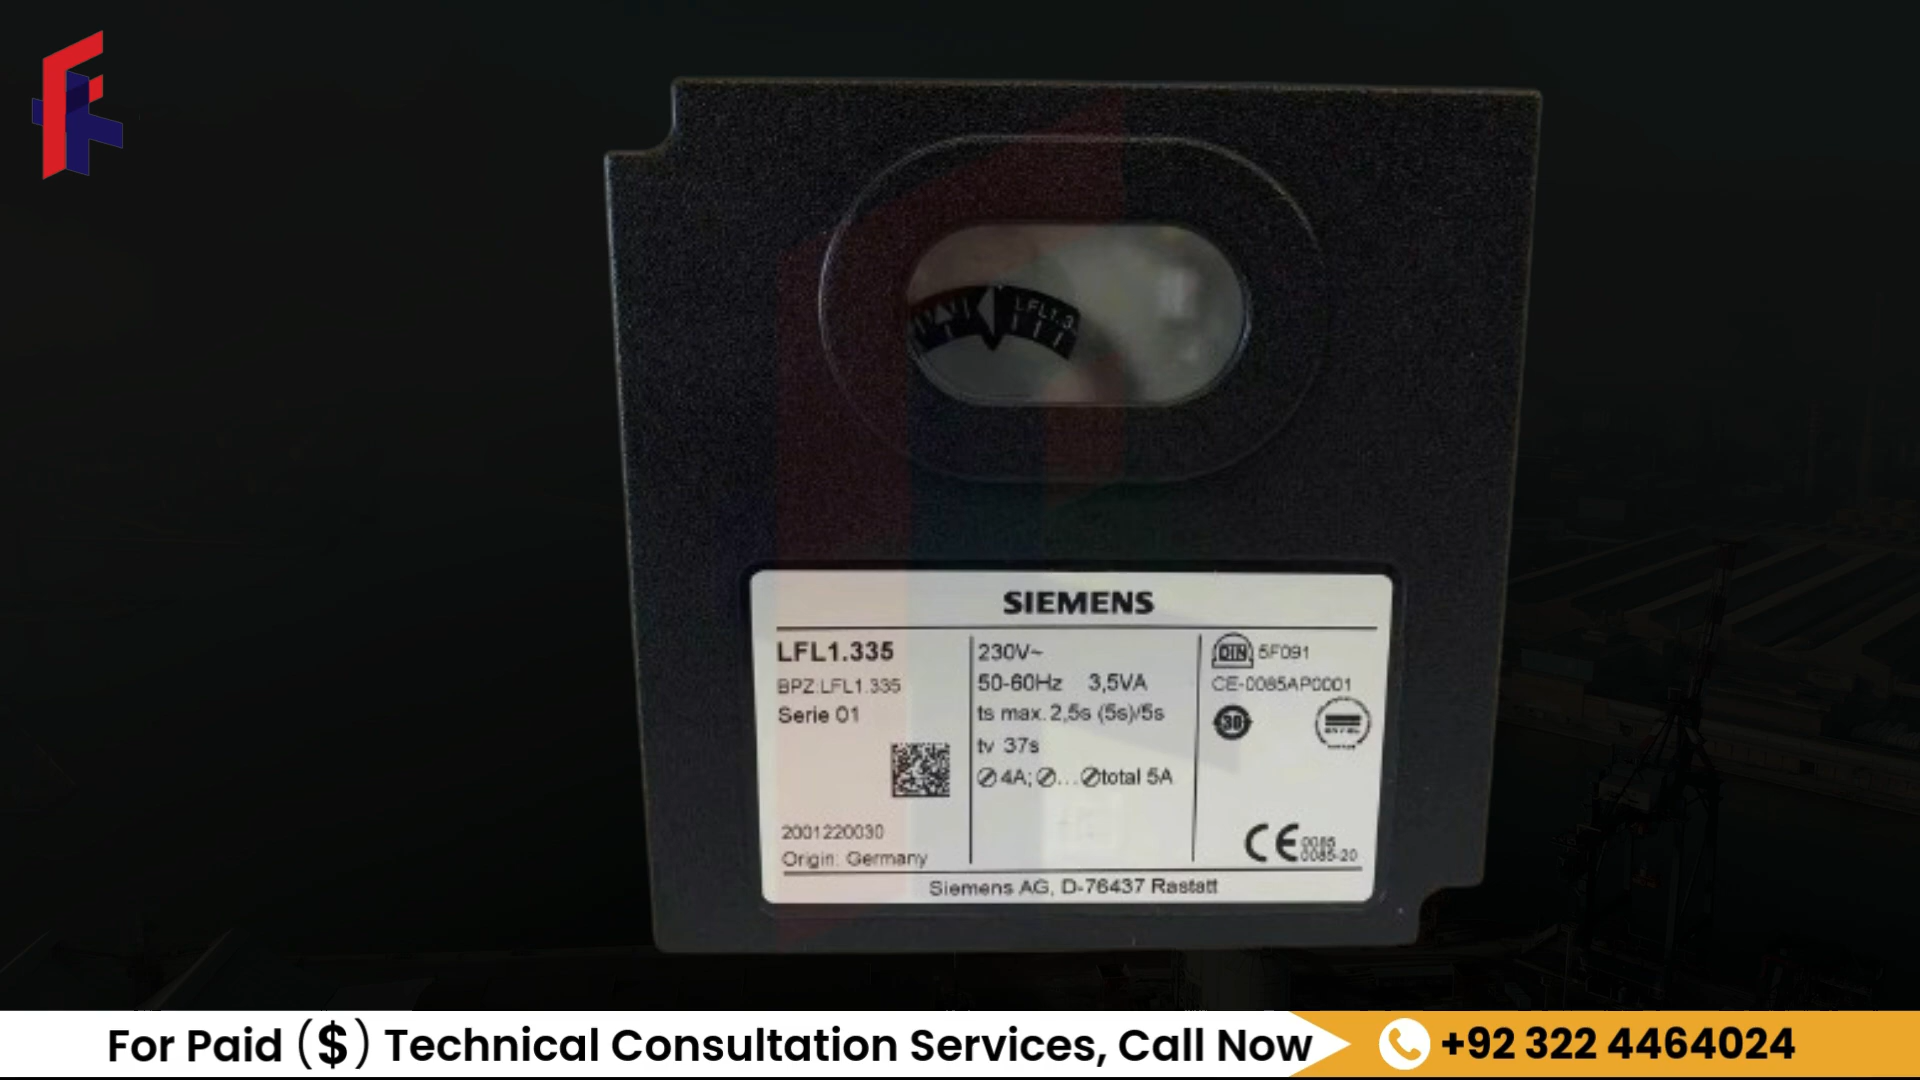 LFL1.3
SIEMENS
LFL1.335
BPZ:LFL1.335
Serie 01
2001220030
Origin: Germany
230V~
50-60Hz 3,5VA
ts max. 2,5s (5s)/5s
tv 37s
4A; ... total 5A
DIN 5F091
CE-0085AP0001
30
CE 0085
0085-20
Siemens AG, D-76437 Rastatt
For Paid ($) Technical Consultation Services, Call Now
+92 322 4464024